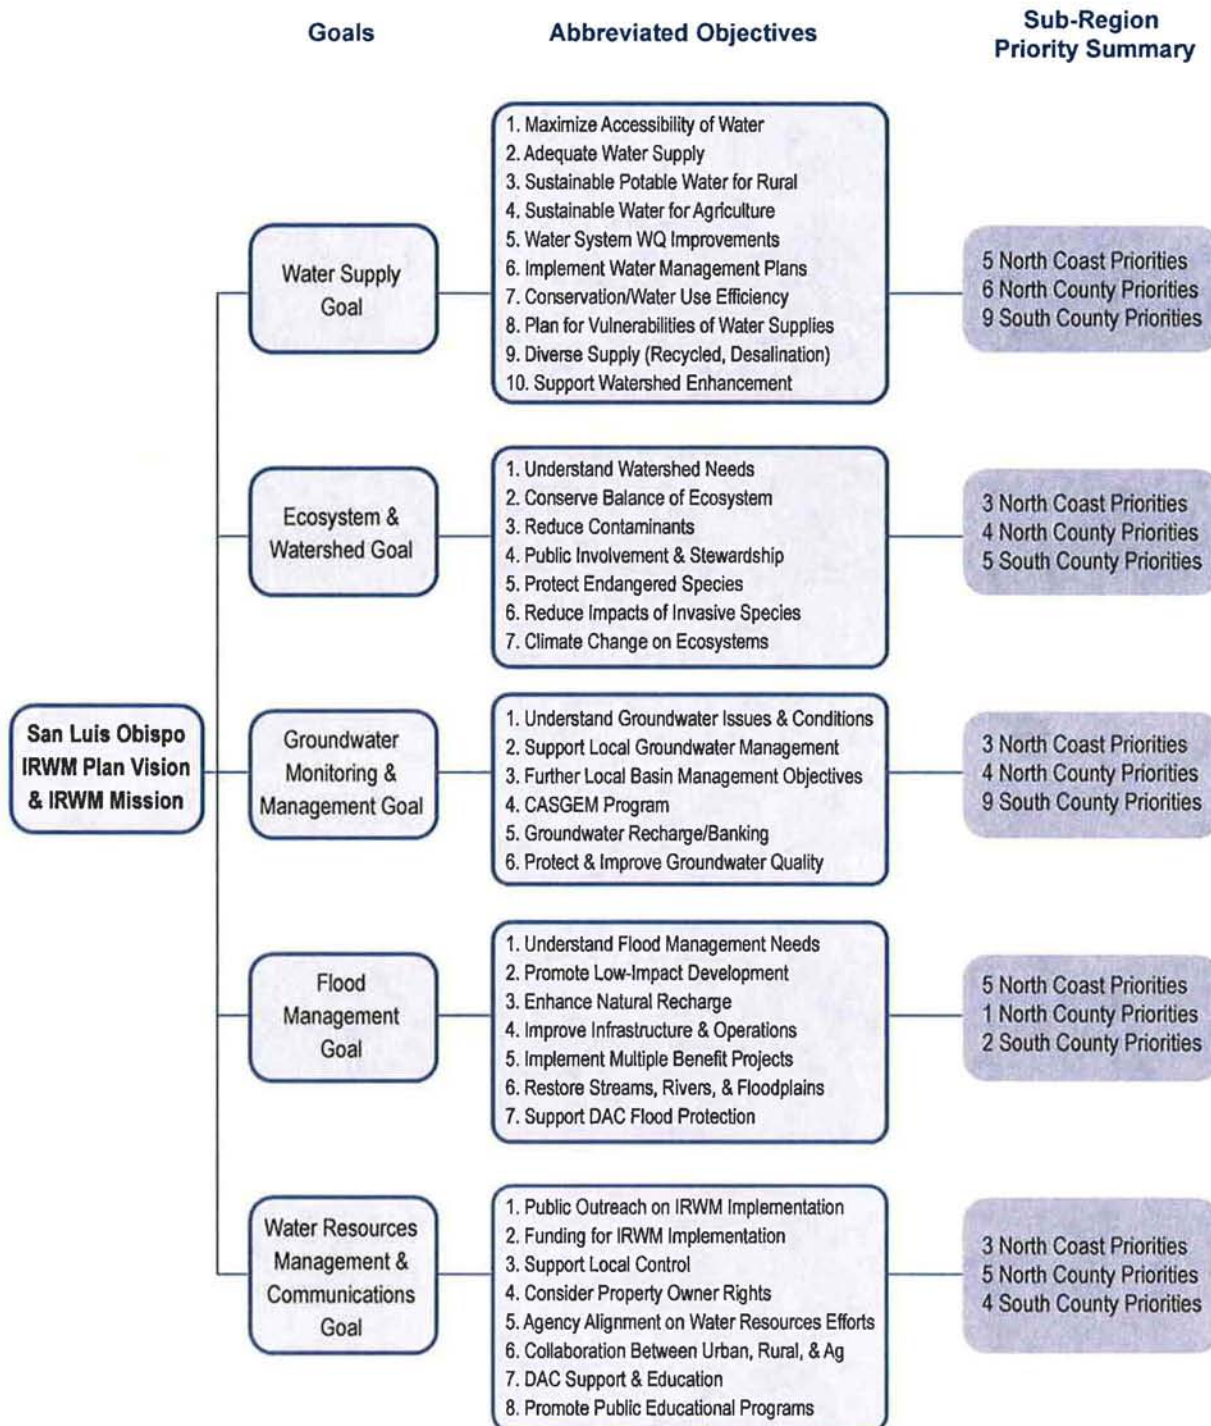 Goals
Abbreviated Objectives
Sub-Region
Priority Summary
San Luis Obispo
IRWM Plan Vision
& IRWM Mission
Water Supply
Goal
1. Maximize Accessibility of Water
2. Adequate Water Supply
3. Sustainable Potable Water for Rural
4. Sustainable Water for Agriculture
5. Water System WQ Improvements
6. Implement Water Management Plans
7. Conservation/Water Use Efficiency
8. Plan for Vulnerabilities of Water Supplies
9. Diverse Supply (Recycled, Desalination)
10. Support Watershed Enhancement
5 North Coast Priorities
6 North County Priorities
9 South County Priorities
Ecosystem &
Watershed Goal
1. Understand Watershed Needs
2. Conserve Balance of Ecosystem
3. Reduce Contaminants
4. Public Involvement & Stewardship
5. Protect Endangered Species
6. Reduce Impacts of Invasive Species
7. Climate Change on Ecosystems
3 North Coast Priorities
4 North County Priorities
5 South County Priorities
Groundwater
Monitoring &
Management Goal
1. Understand Groundwater Issues & Conditions
2. Support Local Groundwater Management
3. Further Local Basin Management Objectives
4. CASGEM Program
5. Groundwater Recharge/Banking
6. Protect & Improve Groundwater Quality
3 North Coast Priorities
4 North County Priorities
9 South County Priorities
Flood
Management
Goal
1. Understand Flood Management Needs
2. Promote Low-Impact Development
3. Enhance Natural Recharge
4. Improve Infrastructure & Operations
5. Implement Multiple Benefit Projects
6. Restore Streams, Rivers, & Floodplains
7. Support DAC Flood Protection
5 North Coast Priorities
1 North County Priorities
2 South County Priorities
Water Resources
Management &
Communications
Goal
1. Public Outreach on IRWM Implementation
2. Funding for IRWM Implementation
3. Support Local Control
4. Consider Property Owner Rights
5. Agency Alignment on Water Resources Efforts
6. Collaboration Between Urban, Rural, & Ag
7. DAC Support & Education
8. Promote Public Educational Programs
3 North Coast Priorities
5 North County Priorities
4 South County Priorities